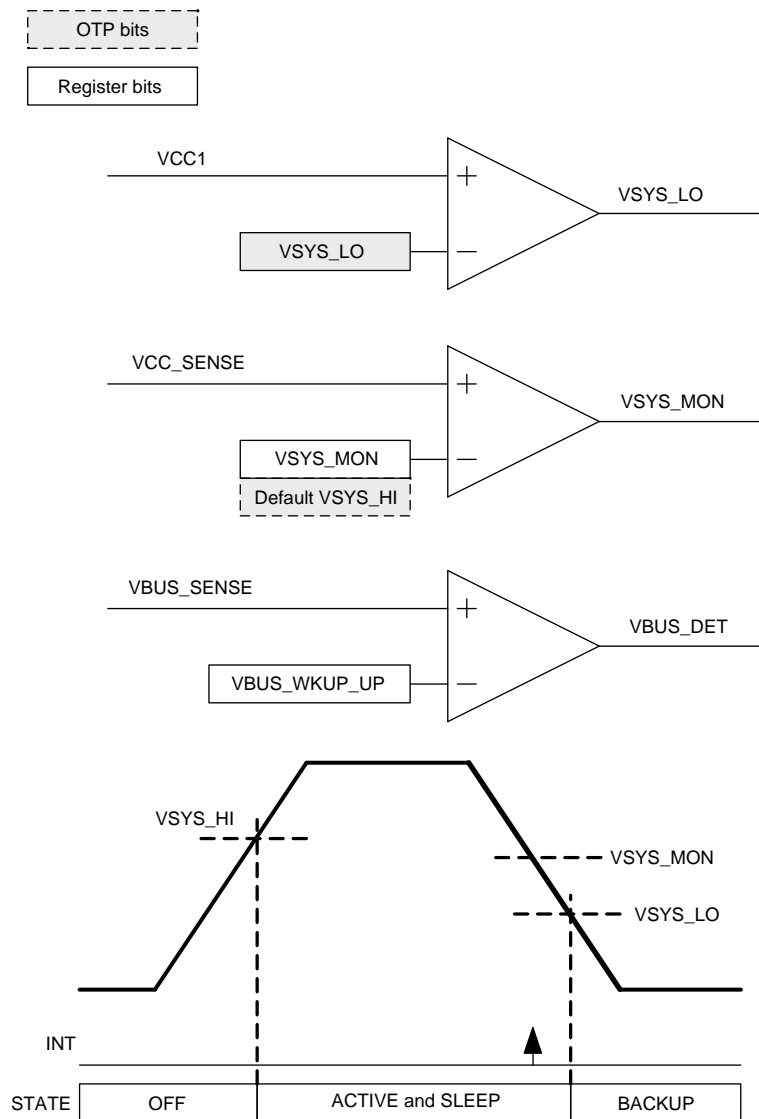 OTP bits
Register bits
VCC1
+
VSYS_LO
VSYS_LO
−
VCC_SENSE
+
VSYS_MON
VSYS_MON
−
Default VSYS_HI
VBUS_SENSE
+
VBUS_DET
VBUS_WKUP_UP
−
VSYS_HI
VSYS_MON
VSYS_LO
INT
STATE OFF ACTIVE and SLEEP BACKUP